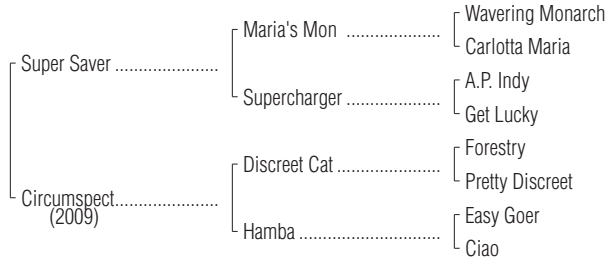 Wavering Monarch
Maria's Mon ....................
Carlotta Maria
Super Saver ......................
A.P. Indy
Supercharger ....................
Get Lucky
Forestry
Discreet Cat ......................
Pretty Discreet
Circumspect......................
(2009)
Easy Goer
Hamba ..............................
Ciao